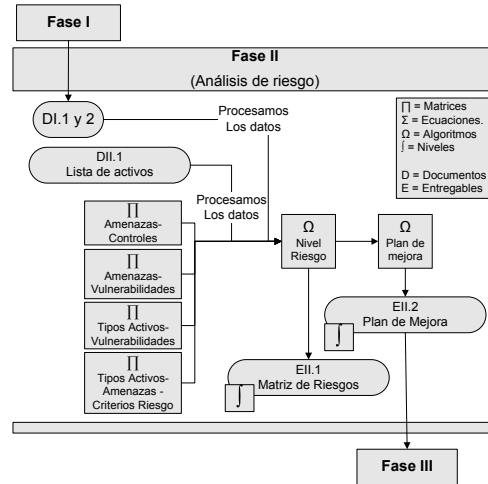 Fase I
Fase II
(Análisis de riesgo)
DI.1 y 2
Procesamos
Los datos
∏ = Matrices
Σ = Ecuaciones.
Ω = Algoritmos
∫ = Niveles
D = Documentos
E = Entregables
DII.1
Lista de activos
Procesamos
Los datos
∏
Amenazas-
Controles
∏
Amenazas-
Vulnerabilidades
∏
Tipos Activos-
Vulnerabilidades
∏
Tipos Activos-
Amenazas -
Criterios Riesgo
Ω
Nivel
Riesgo
Ω
Plan de
mejora
EII.2
Plan de Mejora
∫
EII.1
Matriz de Riesgos
∫
Fase III